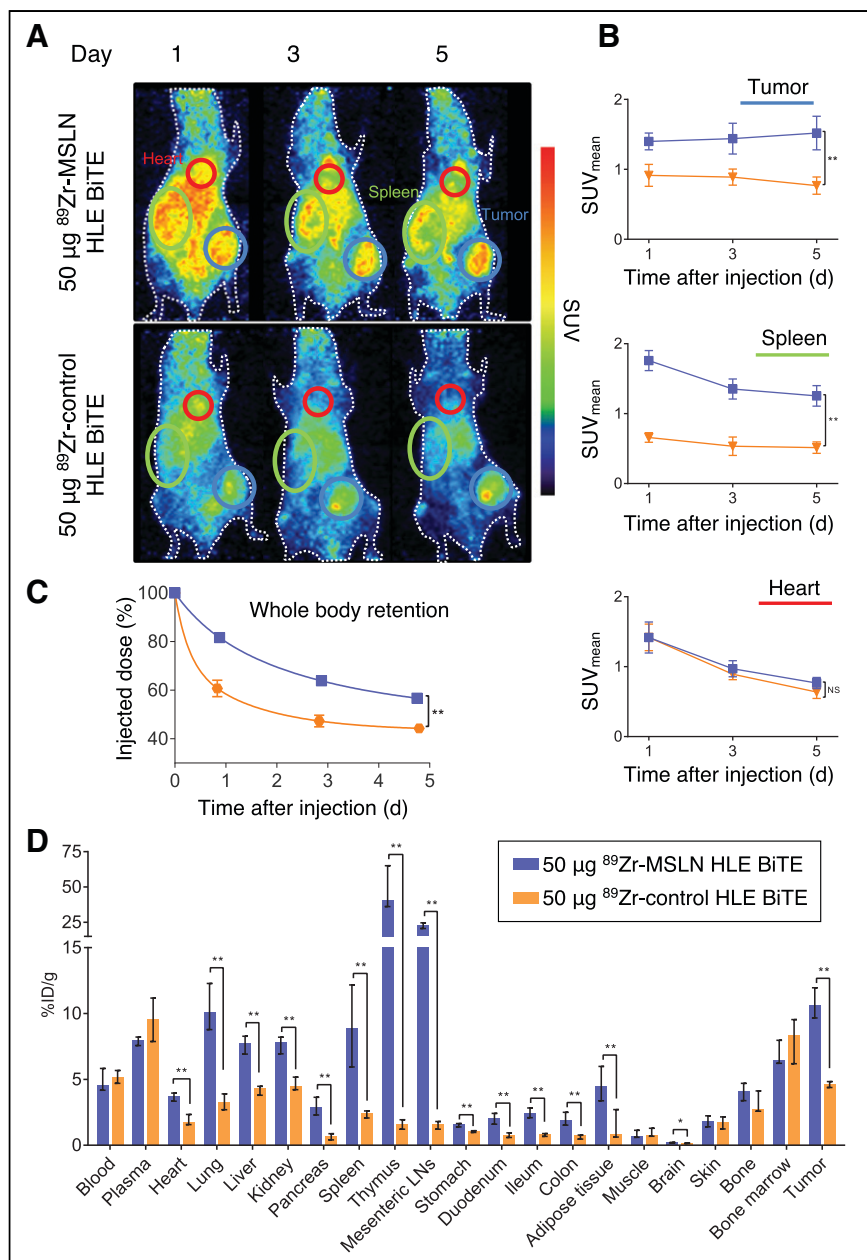 A
Day
1
3
5
50 µg ⁸⁹Zr-MSLN
HLE BiTE
Heart
Spleen
Tumor
50 µg ⁸⁹Zr-control
HLE BiTE
SUV
B
Tumor
2
1
0
SUVmean
**
1
3
5
Time after injection (d)
Spleen
2
1
0
SUVmean
**
1
3
5
Time after injection (d)
Heart
2
1
0
SUVmean
NS
1
3
5
Time after injection (d)
C
Whole body retention
100
80
60
40
Injected dose (%)
**
0
1
2
3
4
5
Time after injection (d)
D
50 µg ⁸⁹Zr-MSLN HLE BiTE
50 µg ⁸⁹Zr-control HLE BiTE
75
50
25
15
10
5
0
%ID/g
**
**
**
**
**
**
**
**
**
**
**
**
**
*
**
Blood
Plasma
Heart
Lung
Liver
Kidney
Pancreas
Spleen
Thymus
Mesenteric LNs
Stomach
Duodenum
Ileum
Colon
Adipose tissue
Muscle
Brain
Skin
Bone
Bone marrow
Tumor